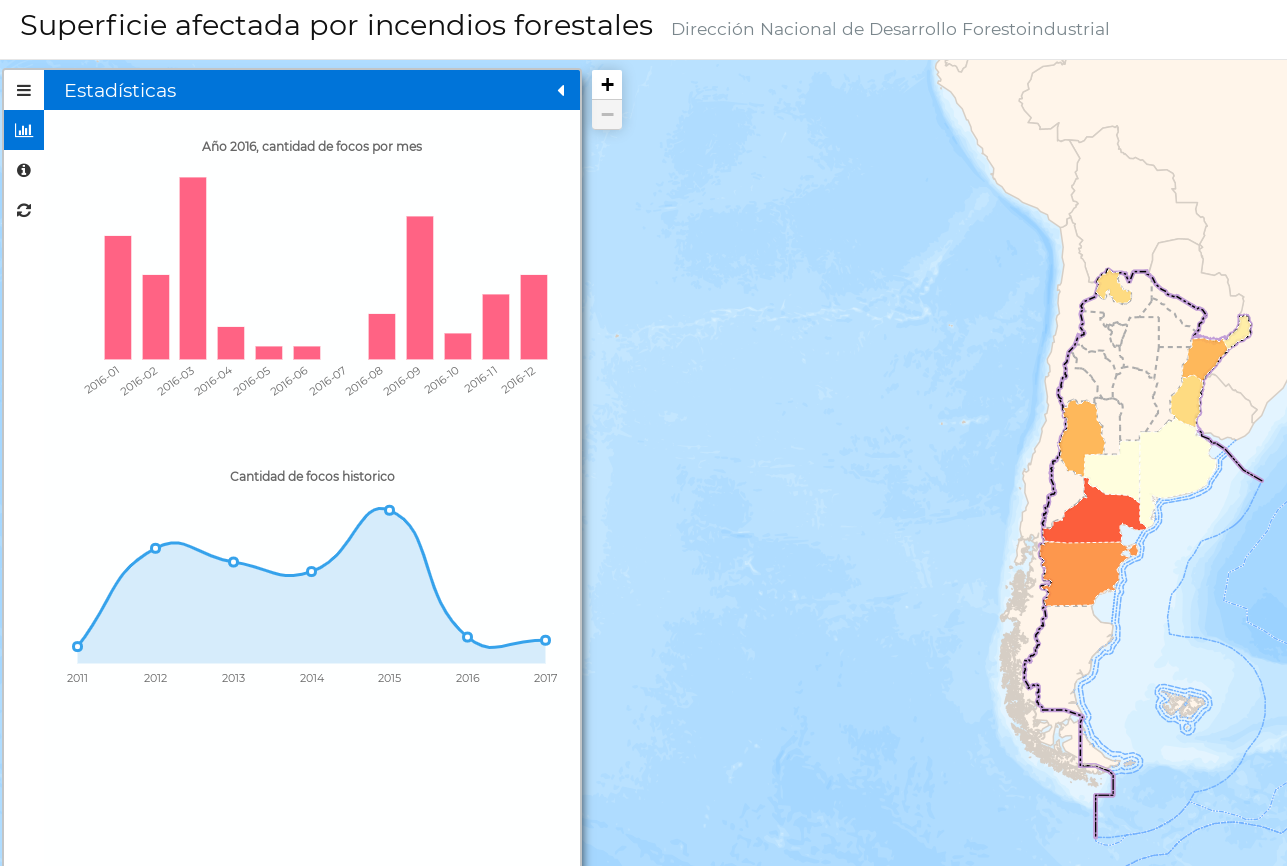 Superficie afectada por incendios forestales Dirección Nacional de Desarrollo Forestoindustrial
Estadísticas
+
−
Año 2016, cantidad de focos por mes
2016-01 2016-02 2016-03 2016-04 2016-05 2016-06 2016-07 2016-08 2016-09 2016-10 2016-11 2016-12
Cantidad de focos historico
2011 2012 2013 2014 2015 2016 2017